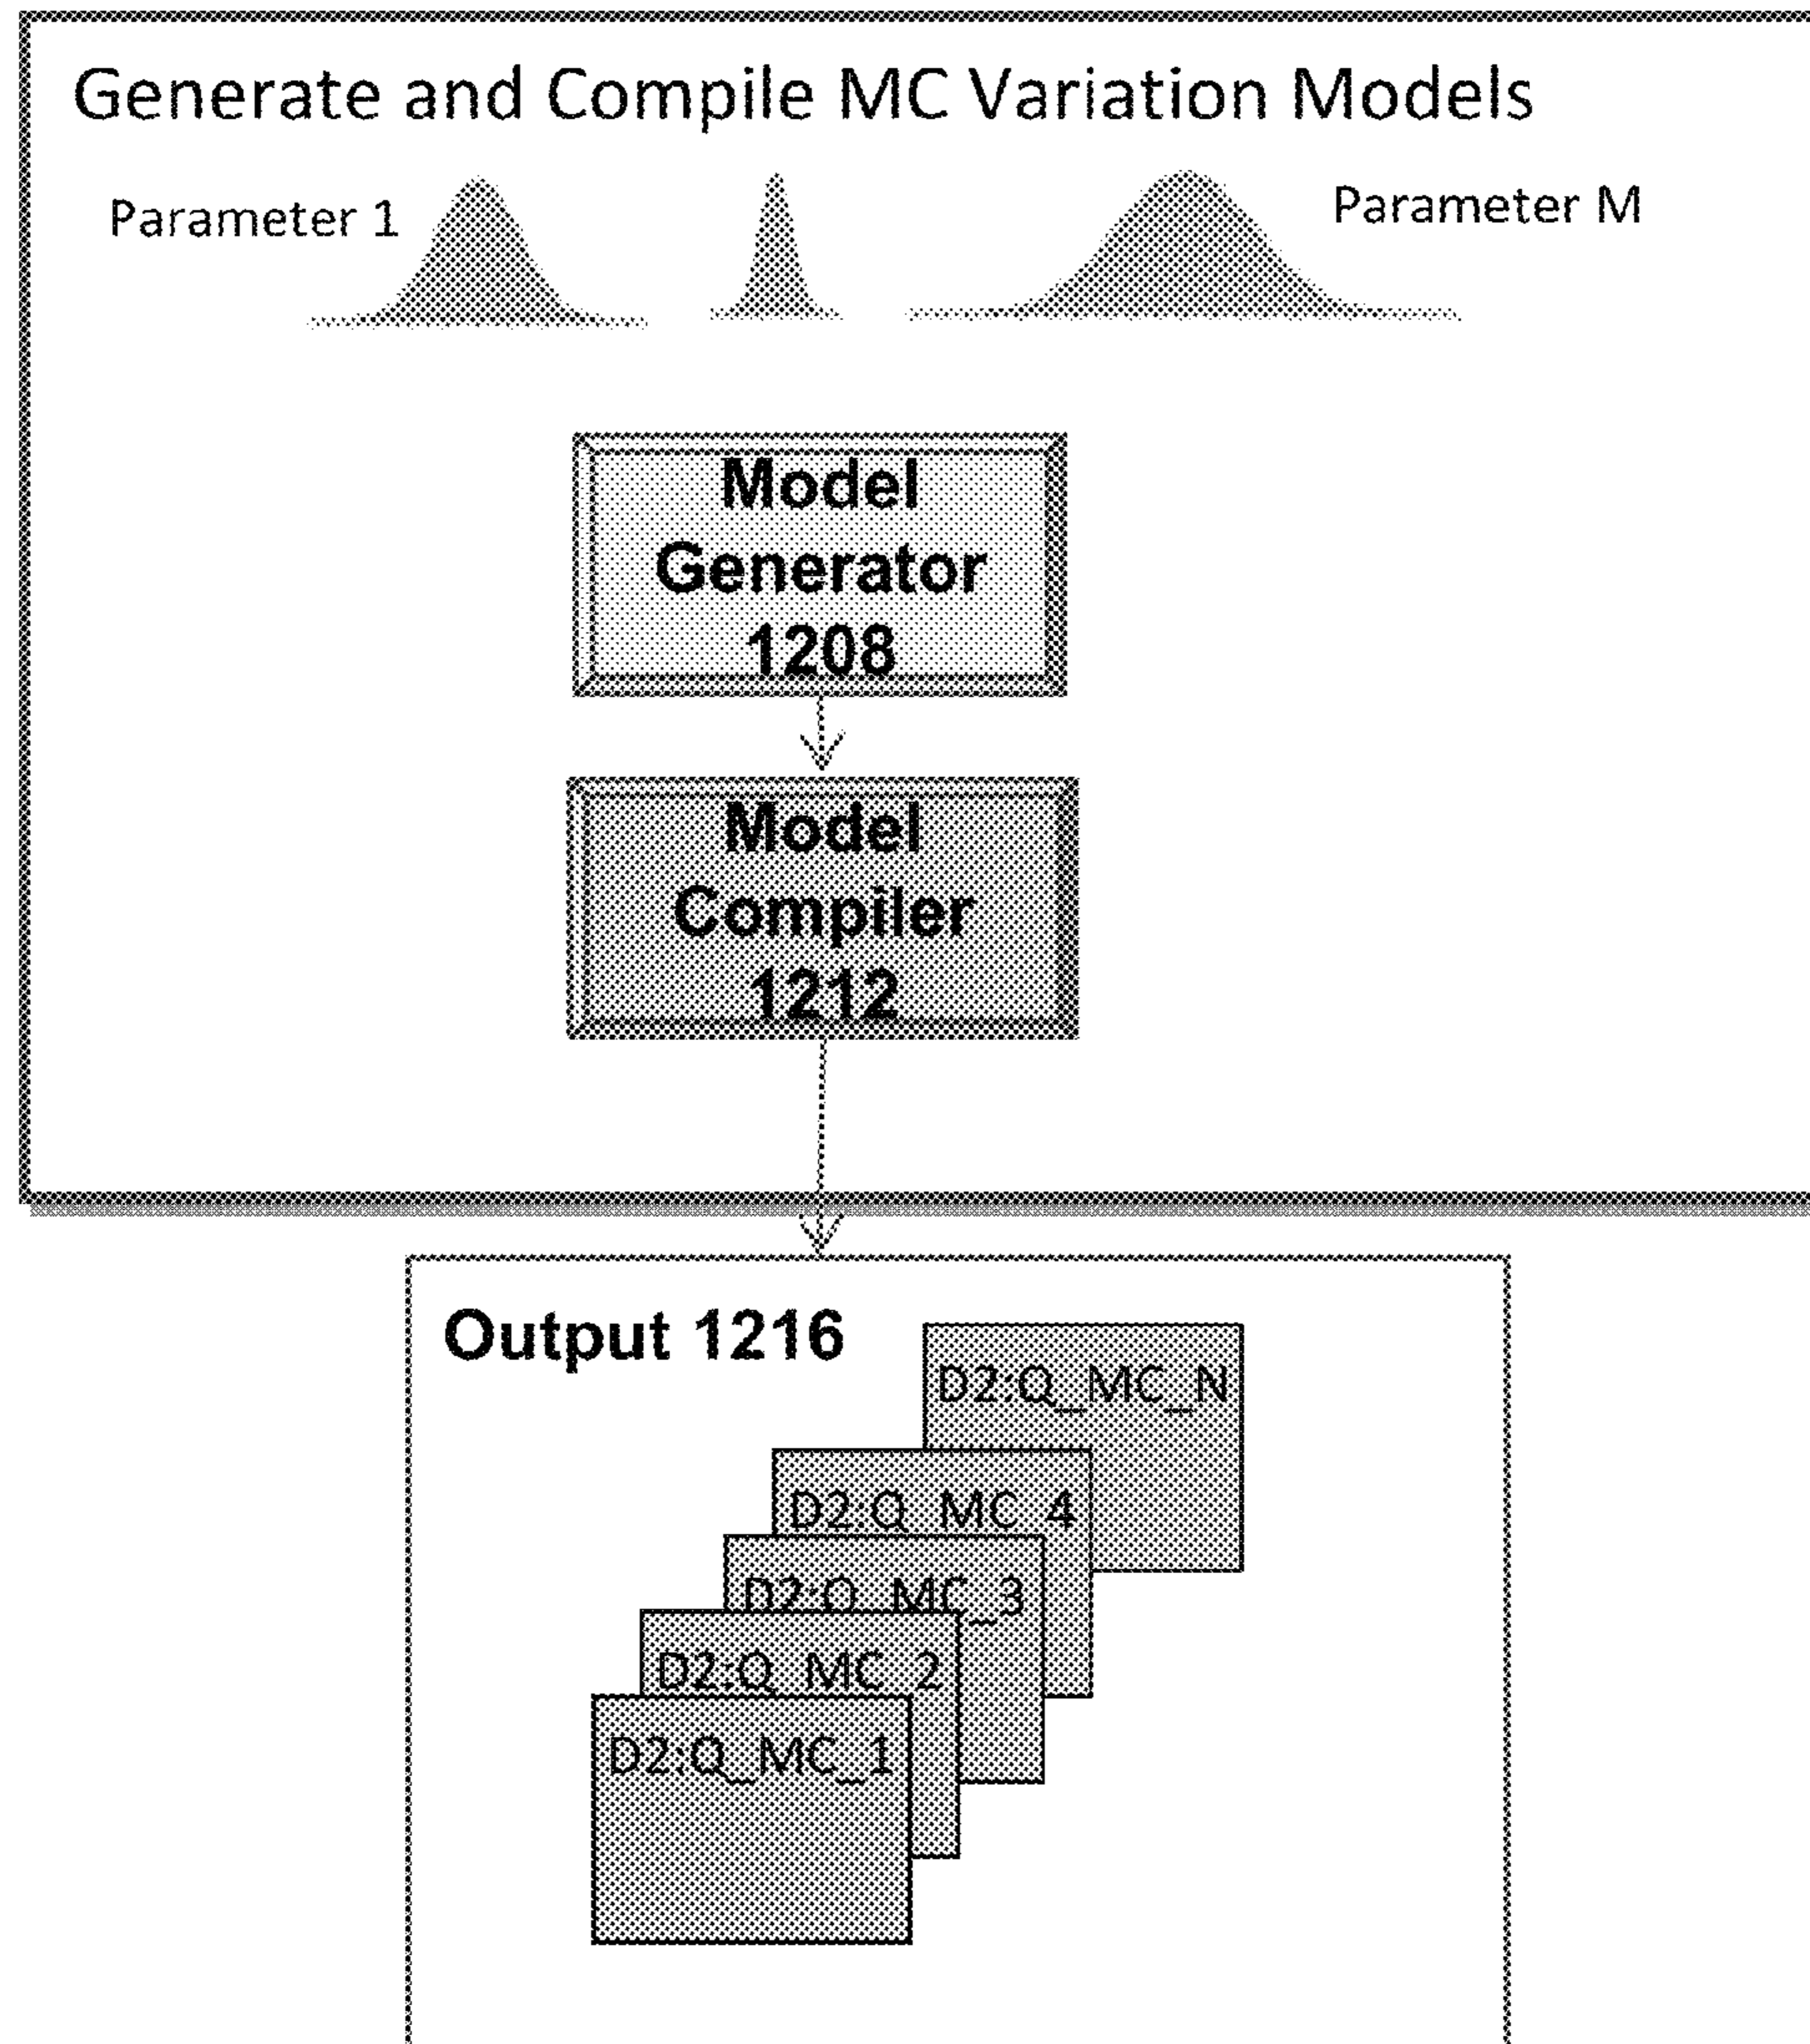 Generate and Compile MC Variation Models
Parameter 1
Parameter M
Model
Generator
1208
Model
Compiler
1212
Output 1216
D2:Q_MC_N
D2:Q_MC_4
D2:Q_MC_3
D2:Q_MC_2
D2:Q_MC_1